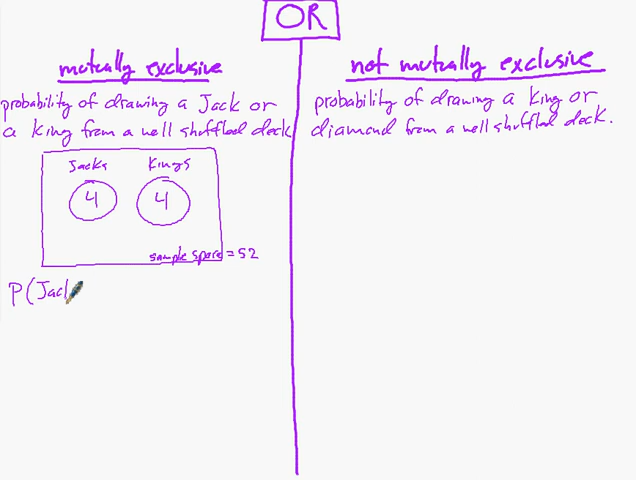 OR
mutually exclusive
probability of drawing a Jack or
a King from a well shuffled deck
Jacks Kings
4 4
sample space = 52
P(Jack
not mutually exclusive
probability of drawing a King or
diamond from a well shuffled deck.